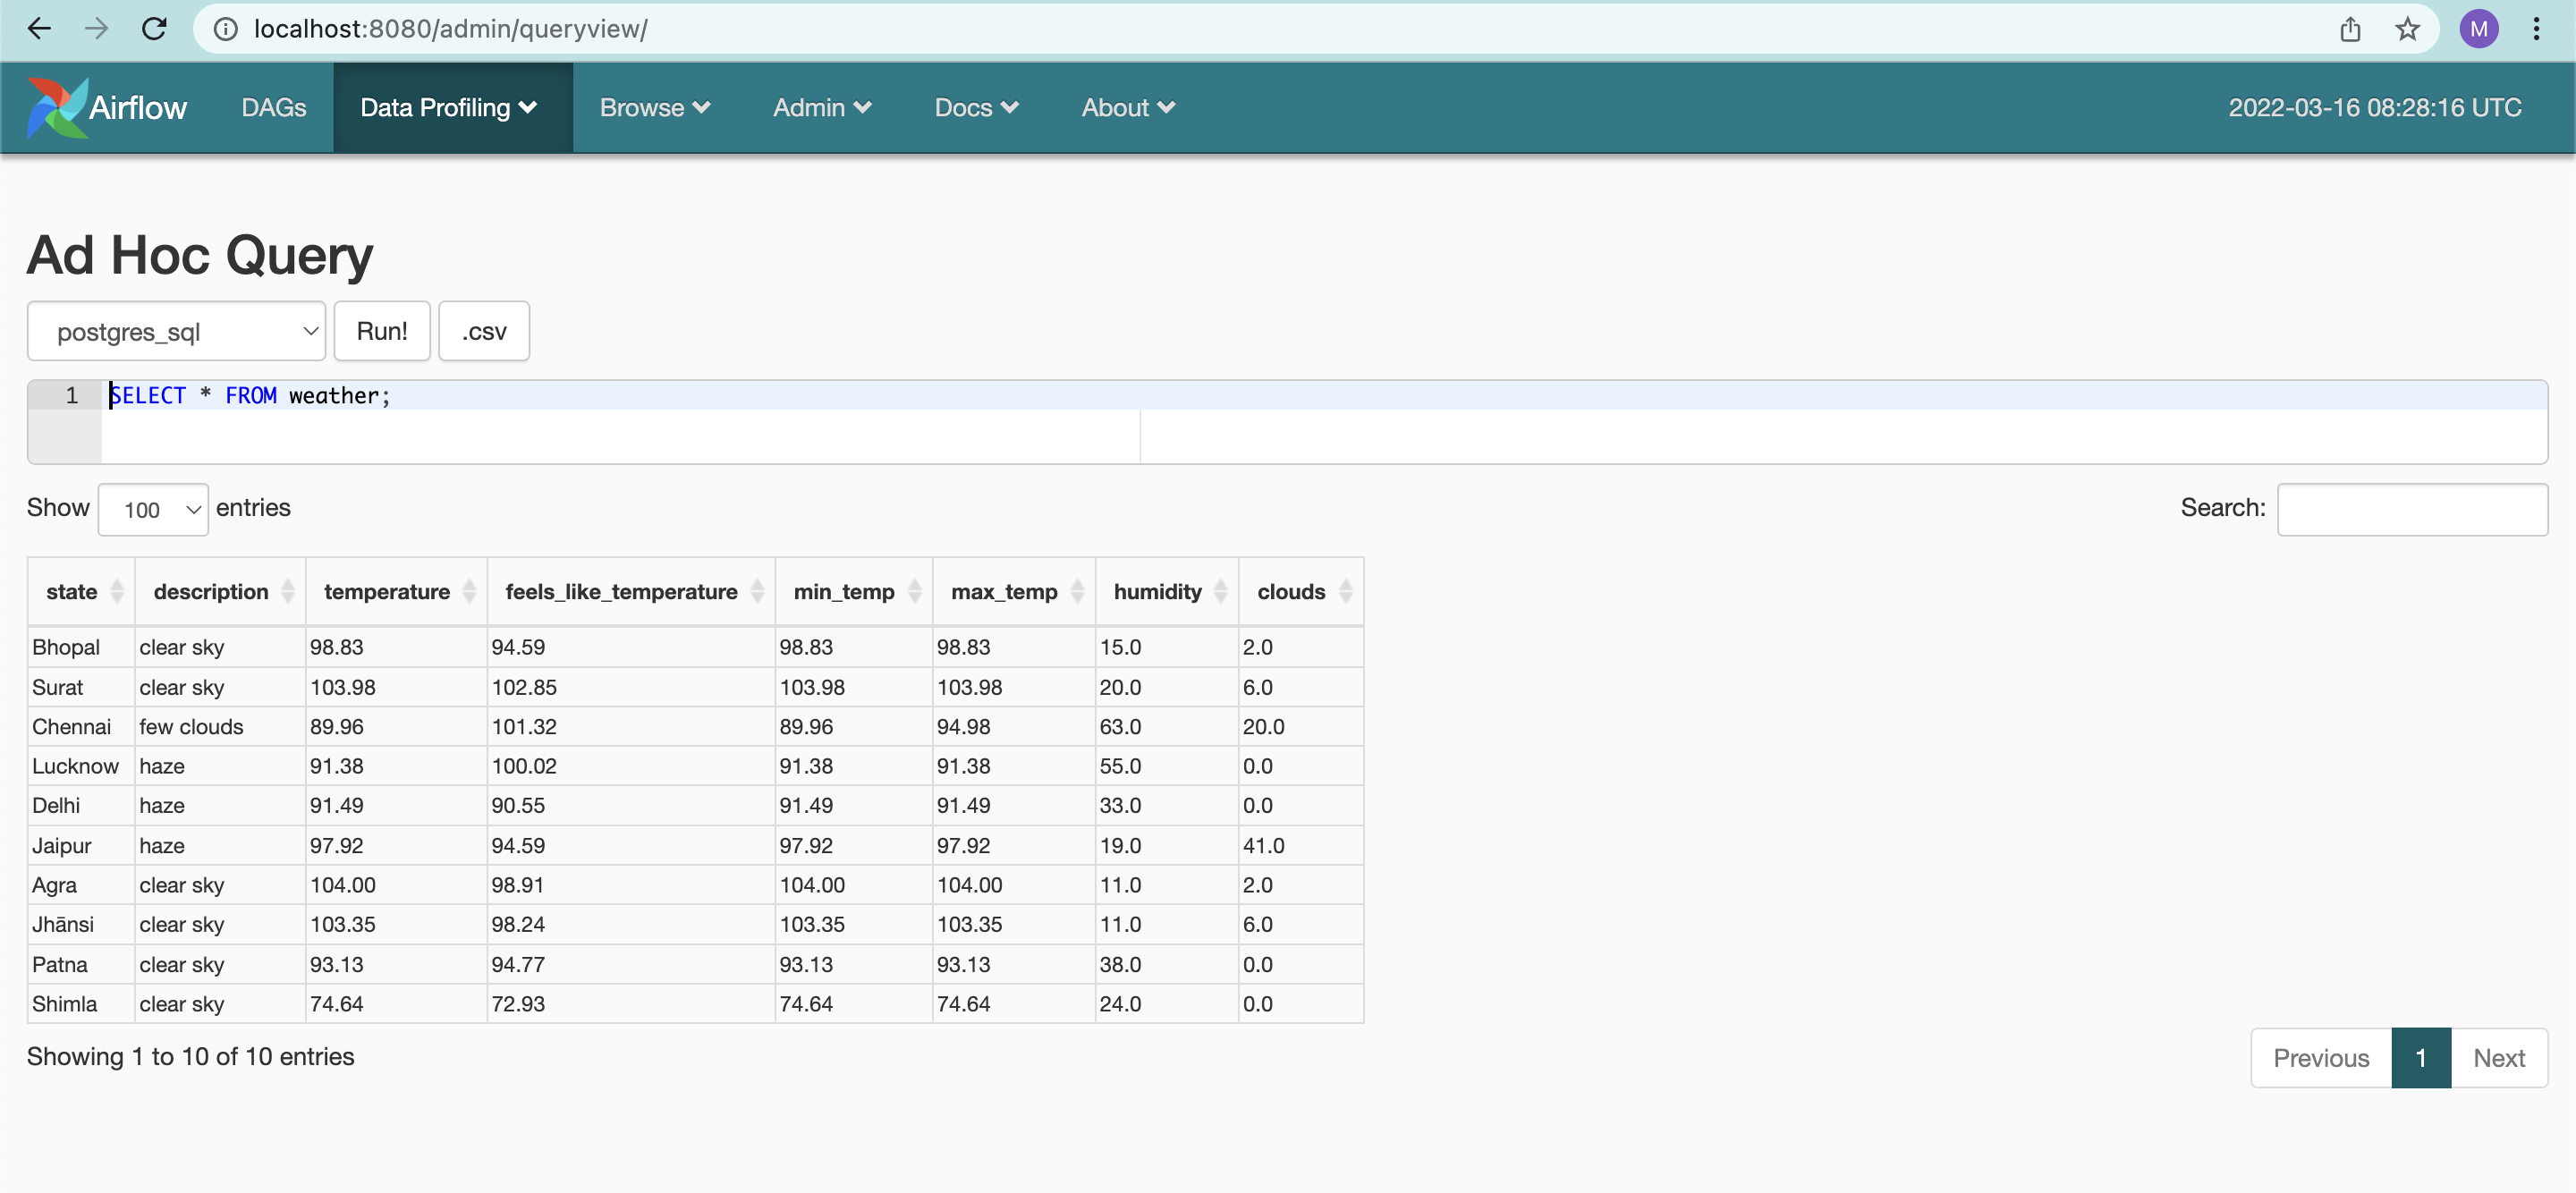 localhost:8080/admin/queryview/
M
Airflow DAGs Data Profiling Browse Admin Docs About 2022-03-16 08:28:16 UTC
Ad Hoc Query
postgres_sql Run! .csv
1 SELECT * FROM weather;
Show 100 entries Search:
state description temperature feels_like_temperature min_temp max_temp humidity clouds
Bhopal clear sky 98.83 94.59 98.83 98.83 15.0 2.0
Surat clear sky 103.98 102.85 103.98 103.98 20.0 6.0
Chennai few clouds 89.96 101.32 89.96 94.98 63.0 20.0
Lucknow haze 91.38 100.02 91.38 91.38 55.0 0.0
Delhi haze 91.49 90.55 91.49 91.49 33.0 0.0
Jaipur haze 97.92 94.59 97.92 97.92 19.0 41.0
Agra clear sky 104.00 98.91 104.00 104.00 11.0 2.0
Jhānsi clear sky 103.35 98.24 103.35 103.35 11.0 6.0
Patna clear sky 93.13 94.77 93.13 93.13 38.0 0.0
Shimla clear sky 74.64 72.93 74.64 74.64 24.0 0.0
Showing 1 to 10 of 10 entries Previous 1 Next